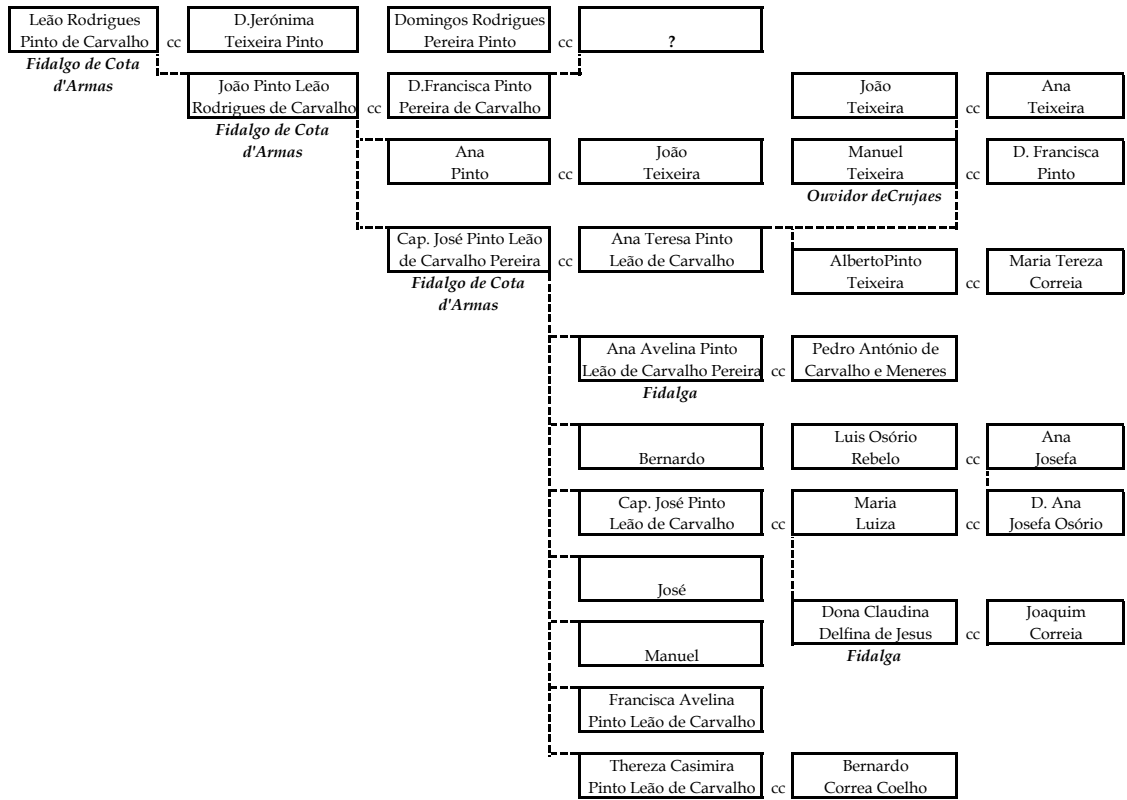 Leão Rodrigues
Pinto de Carvalho
cc
D.Jerónima
Teixeira Pinto
Domingos Rodrigues
Pereira Pinto
cc
?
Fidalgo de Cota
d'Armas
João Pinto Leão
Rodrigues de Carvalho
cc
D.Francisca Pinto
Pereira de Carvalho
João
Teixeira
cc
Ana
Teixeira
Fidalgo de Cota
d'Armas
Ana
Pinto
cc
João
Teixeira
Manuel
Teixeira
cc
D. Francisca
Pinto
Ouvidor deCrujaes
Cap. José Pinto Leão
de Carvalho Pereira
cc
Ana Teresa Pinto
Leão de Carvalho
AlbertoPinto
Teixeira
cc
Maria Tereza
Correia
Fidalgo de Cota
d'Armas
Ana Avelina Pinto
Leão de Carvalho Pereira
cc
Pedro António de
Carvalho e Meneres
Fidalga
Bernardo
Luis Osório
Rebelo
cc
Ana
Josefa
Cap. José Pinto
Leão de Carvalho
cc
Maria
Luiza
cc
D. Ana
Josefa Osório
José
Dona Claudina
Delfina de Jesus
cc
Joaquim
Correia
Fidalga
Manuel
Francisca Avelina
Pinto Leão de Carvalho
Thereza Casimira
Pinto Leão de Carvalho
cc
Bernardo
Correa Coelho